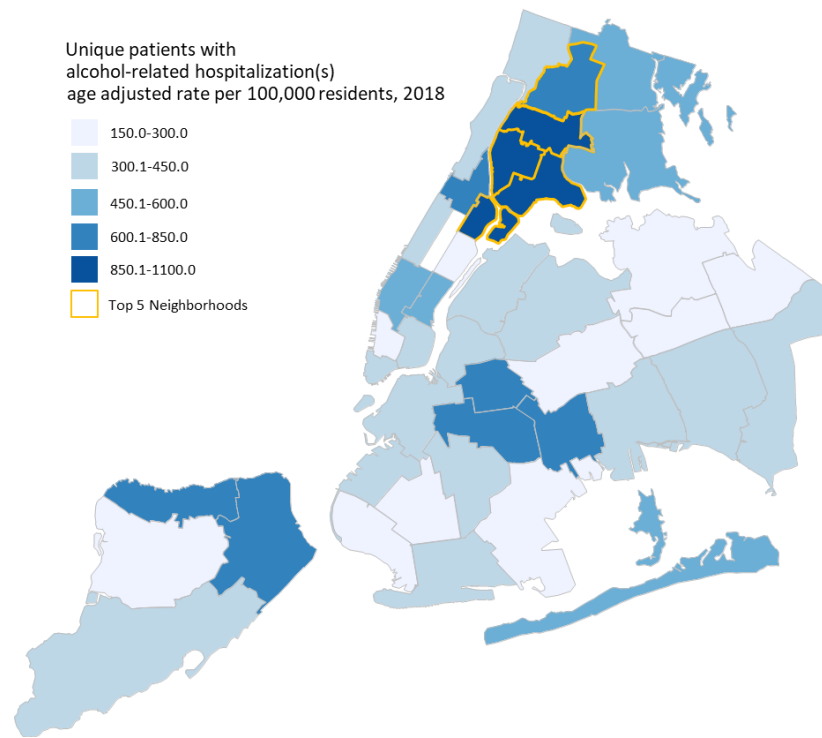 Unique patients with
alcohol-related hospitalization(s)
age adjusted rate per 100,000 residents, 2018
150.0-300.0
300.1-450.0
450.1-600.0
600.1-850.0
850.1-1100.0
Top 5 Neighborhoods